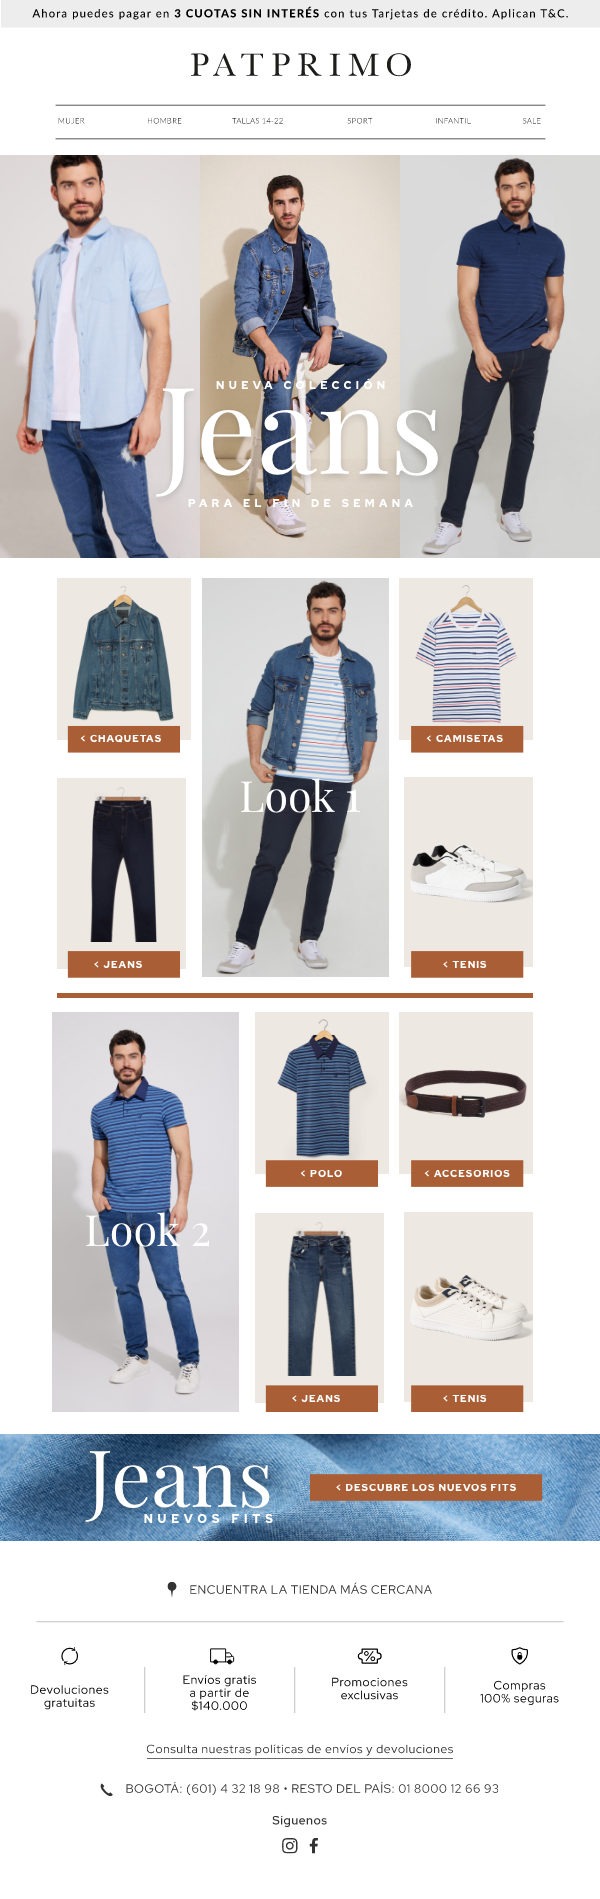 Ahora puedes pagar en 3 CUOTAS SIN INTERÉS con tus Tarjetas de crédito. Aplican T&C.
PATPRIMO
MUJER HOMBRE TALLAS 14-22 SPORT INFANTIL SALE
NUEVA COLECCIÓN
Jeans
PARA EL FIN DE SEMANA
< CHAQUETAS
< CAMISETAS
Look 1
< JEANS
< TENIS
< POLO
< ACCESORIOS
Look 2
< JEANS
< TENIS
Jeans
NUEVOS FITS
< DESCUBRE LOS NUEVOS FITS
ENCUENTRA LA TIENDA MÁS CERCANA
Devoluciones
gratuitas
Envíos gratis
a partir de
$140.000
Promociones
exclusivas
Compras
100% seguras
Consulta nuestras políticas de envíos y devoluciones
BOGOTÁ: (601) 4 32 18 98 • RESTO DEL PAÍS: 01 8000 12 66 93
Siguenos